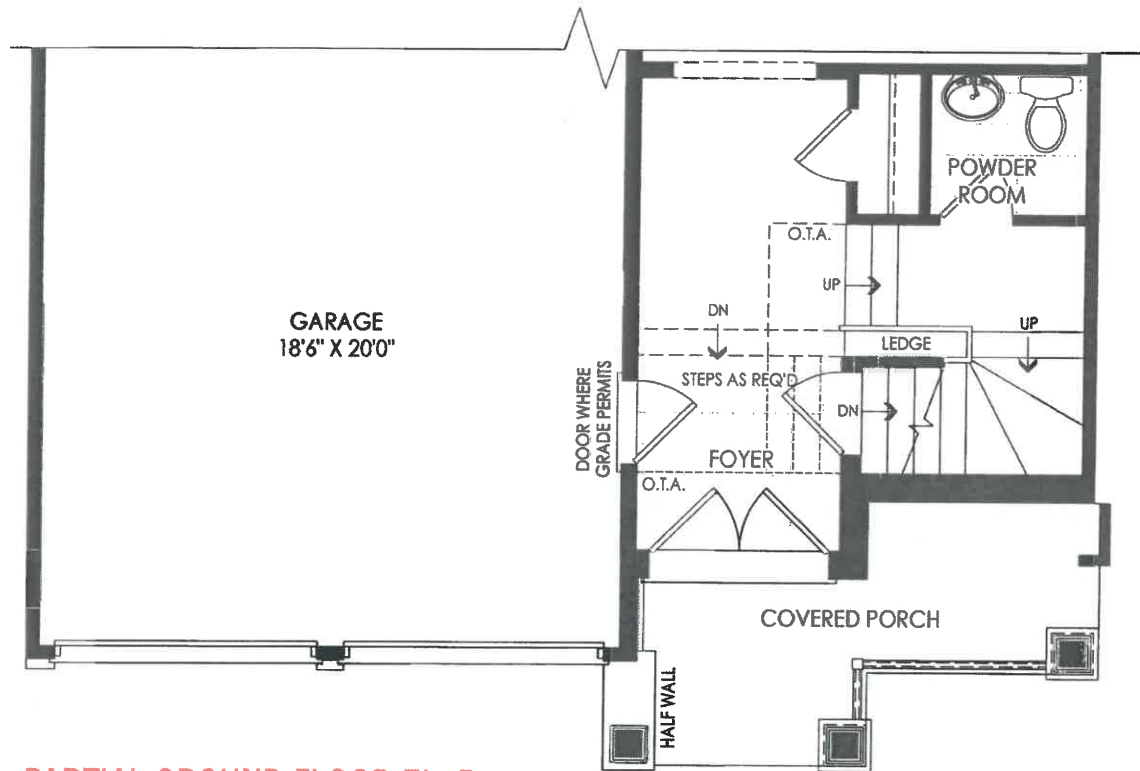 POWDER
ROOM
O.T.A.
UP
GARAGE
18'6" X 20'0"
DN
UP
LEDGE
STEPS AS REQ'D
DOOR WHERE
GRADE PERMITS
DN
FOYER
O.T.A.
COVERED PORCH
HALF WALL